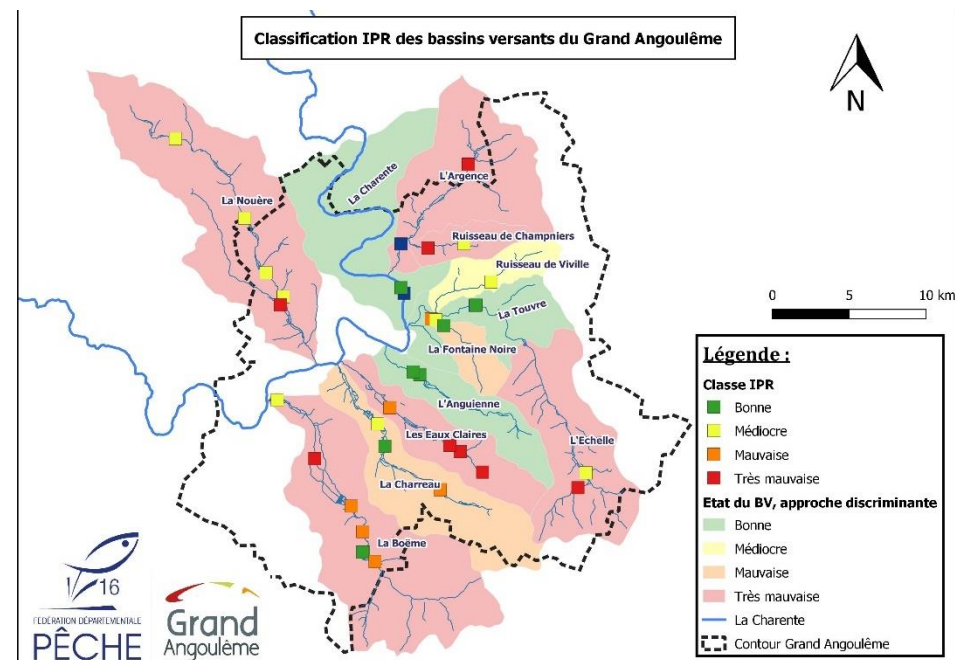 Classification IPR des bassins versants du Grand Angoulême
N
La Charente
L'Argence
La Nouère
Ruisseau de Champniers
Ruisseau de Viville
La Touvre
La Fontaine Noire
L'Anguienne
Les Eaux Claires
L'Echelle
La Charreau
La Boëme
0 5 10 km
Légende :
Classe IPR
Bonne
Médiocre
Mauvaise
Très mauvaise
Etat du BV, approche discriminante
Bonne
Médiocre
Mauvaise
Très mauvaise
La Charente
Contour Grand Angoulême
16
FÉDÉRATION DÉPARTEMENTALE
PÊCHE
Grand
Angoulême